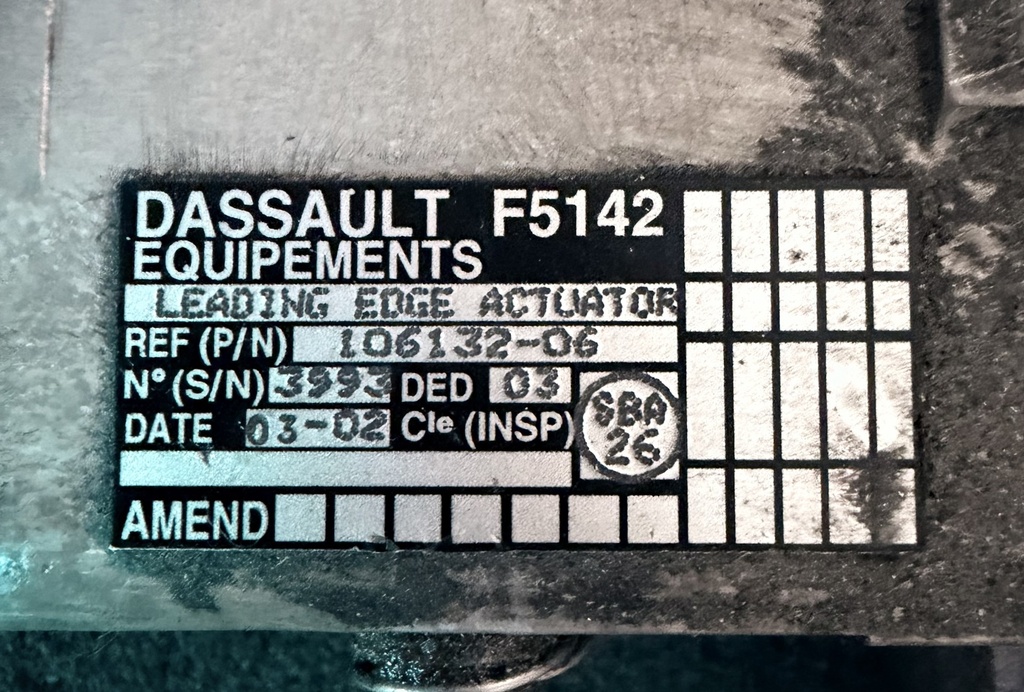 DASSAULT F5142
EQUIPEMENTS
LEADING EDGE ACTUATOR
REF (P/N) 106132-06
N° (S/N) 3993 DED 03
DATE 03-02 Cle (INSP) SBA 26
AMEND